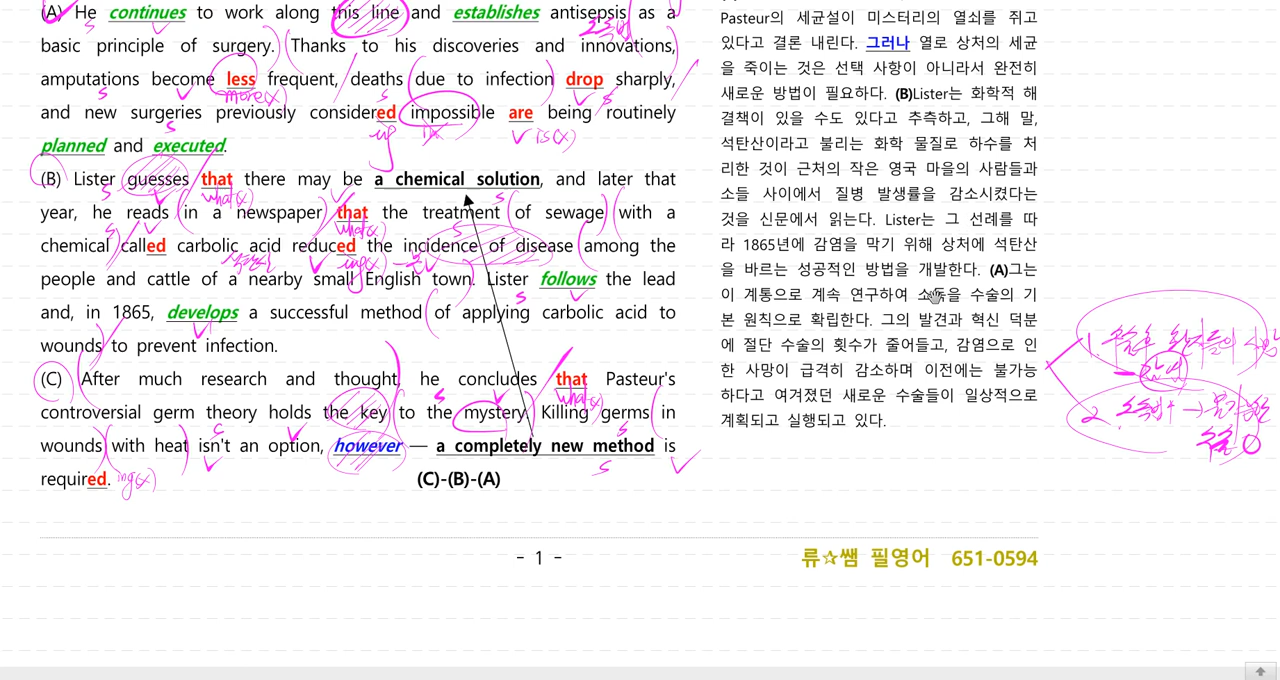 (A) He continues to work along this line and establishes antisepsis as a
basic principle of surgery. Thanks to his discoveries and innovations,
amputations become less frequent, deaths due to infection drop sharply,
more(x)
and new surgeries previously considered impossible are being routinely
ing
is(x)
planned and executed.
(B) Lister guesses that there may be a chemical solution, and later that
what(x)
year, he reads in a newspaper that the treatment of sewage with a
what(x)
chemical called carbolic acid reduced the incidence of disease among the
석탄산
ing(x)
people and cattle of a nearby small English town. Lister follows the lead
and, in 1865, develops a successful method of applying carbolic acid to
wounds to prevent infection.
(C) After much research and thought, he concludes that Pasteur's
what(x)
controversial germ theory holds the key to the mystery. Killing germs in
wounds with heat isn't an option, however — a completely new method is
required. ing(x)
(C)-(B)-(A)
Pasteur의 세균설이 미스터리의 열쇠를 쥐고
있다고 결론 내린다. 그러나 열로 상처의 세균
을 죽이는 것은 선택 사항이 아니라서 완전히
새로운 방법이 필요하다. (B)Lister는 화학적 해
결책이 있을 수도 있다고 추측하고, 그해 말,
석탄산이라고 불리는 화학 물질로 하수를 처
리한 것이 근처의 작은 영국 마을의 사람들과
소들 사이에서 질병 발생률을 감소시켰다는
것을 신문에서 읽는다. Lister는 그 선례를 따
라 1865년에 감염을 막기 위해 상처에 석탄산
을 바르는 성공적인 방법을 개발한다. (A)그는
이 계통으로 계속 연구하여 소독을 수술의 기
본 원칙으로 확립한다. 그의 발견과 혁신 덕분
에 절단 수술의 횟수가 줄어들고, 감염으로 인
한 사망이 급격히 감소하며 이전에는 불가능
하다고 여겨졌던 새로운 수술들이 일상적으로
계획되고 실행되고 있다.
1. 수술후 환자들의 사망
2.
- 1 -
류☆쌤 필영어 651-0594